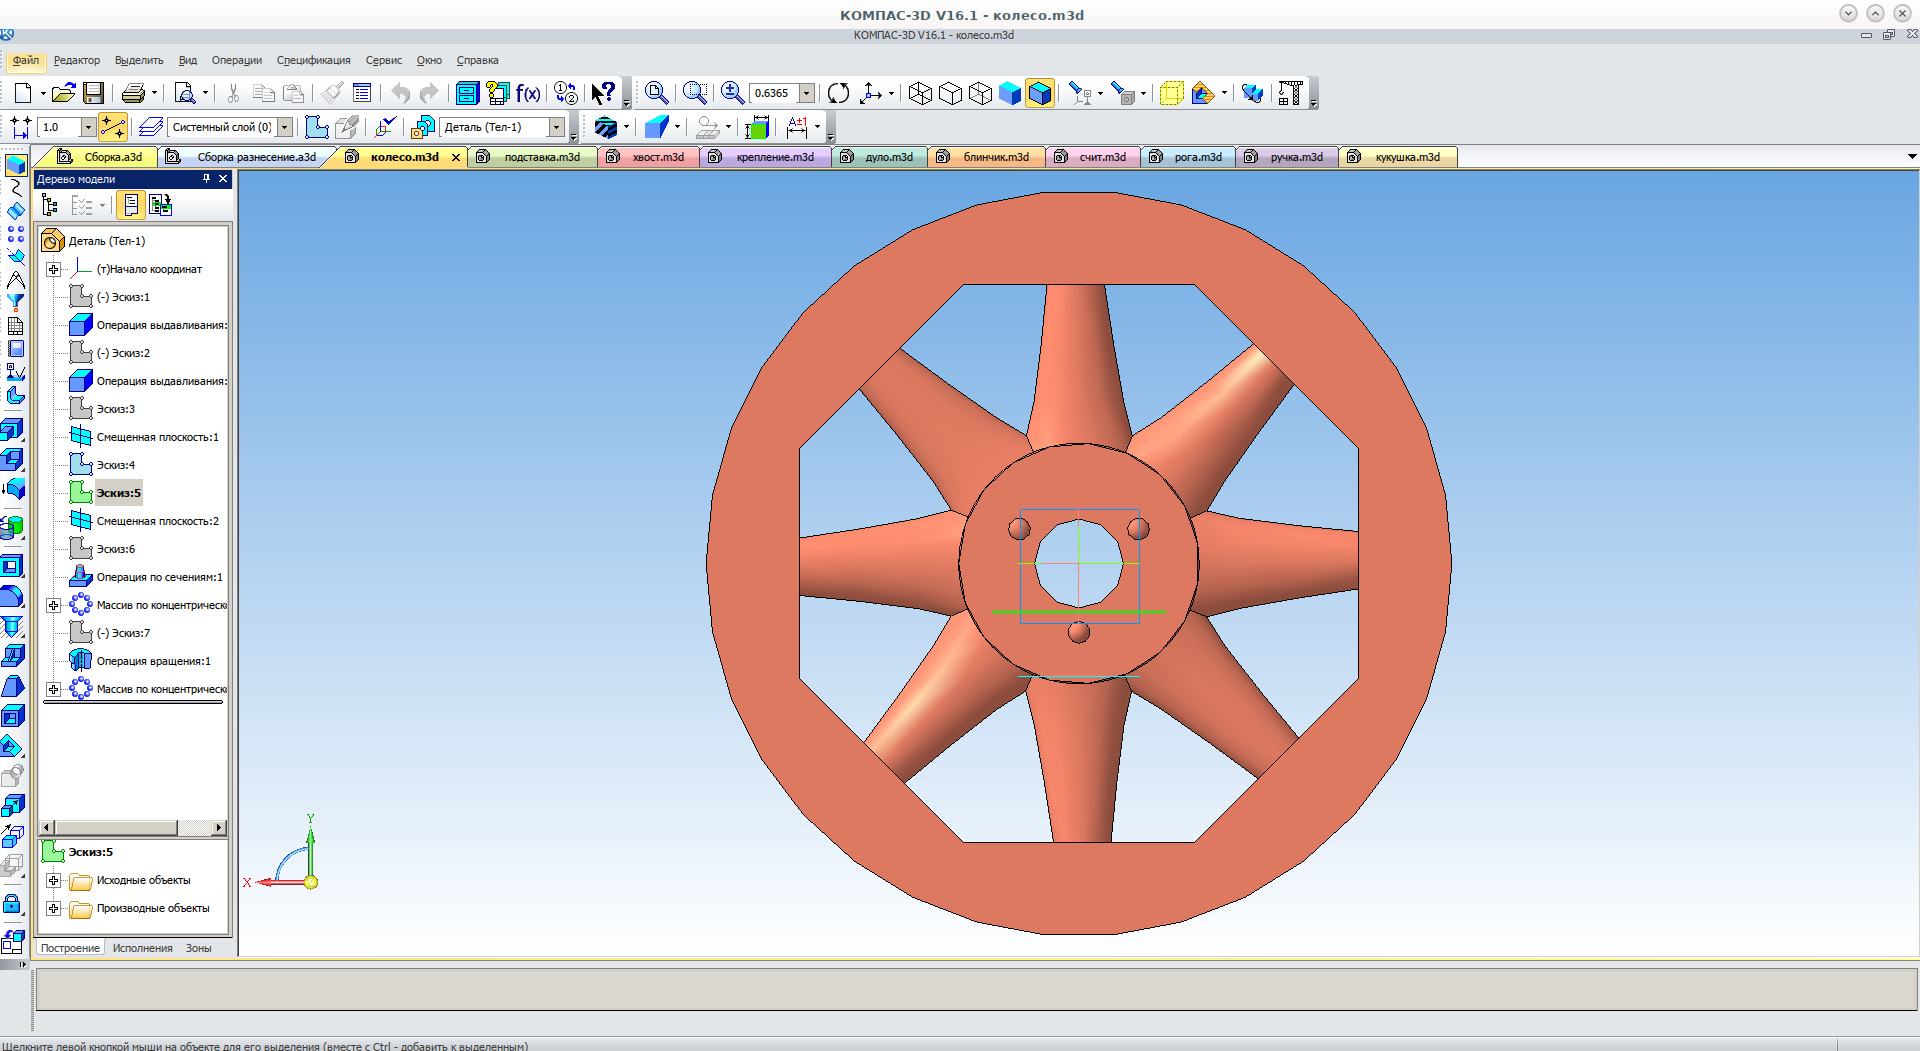 КОМПАС-3D V16.1 - колесо.m3d
КОМПАС-3D V16.1 - колесо.m3d
Файл Редактор Выделить Вид Операции Спецификация Сервис Окно Справка
f(x) 0.6365
1.0 Системный слой (0) Деталь (Тел-1)
Сборка.a3d Сборка разнесение.a3d колесо.m3d подставка.m3d хвост.m3d крепление.m3d дуло.m3d блинчик.m3d счит.m3d рога.m3d ручка.m3d кукушка.m3d
Дерево модели
Деталь (Тел-1)
(т)Начало координат
(-) Эскиз:1
Операция выдавливания:
(-) Эскиз:2
Операция выдавливания:
Эскиз:3
Смещенная плоскость:1
Эскиз:4
Эскиз:5
Смещенная плоскость:2
Эскиз:6
Операция по сечениям:1
Массив по концентрическ
(-) Эскиз:7
Операция вращения:1
Массив по концентрическ
Эскиз:5
Исходные объекты
Производные объекты
Построение Исполнения Зоны
Y
X
Щелкните левой кнопкой мыши на объекте для его выделения (вместе с Ctrl - добавить к выделенным)